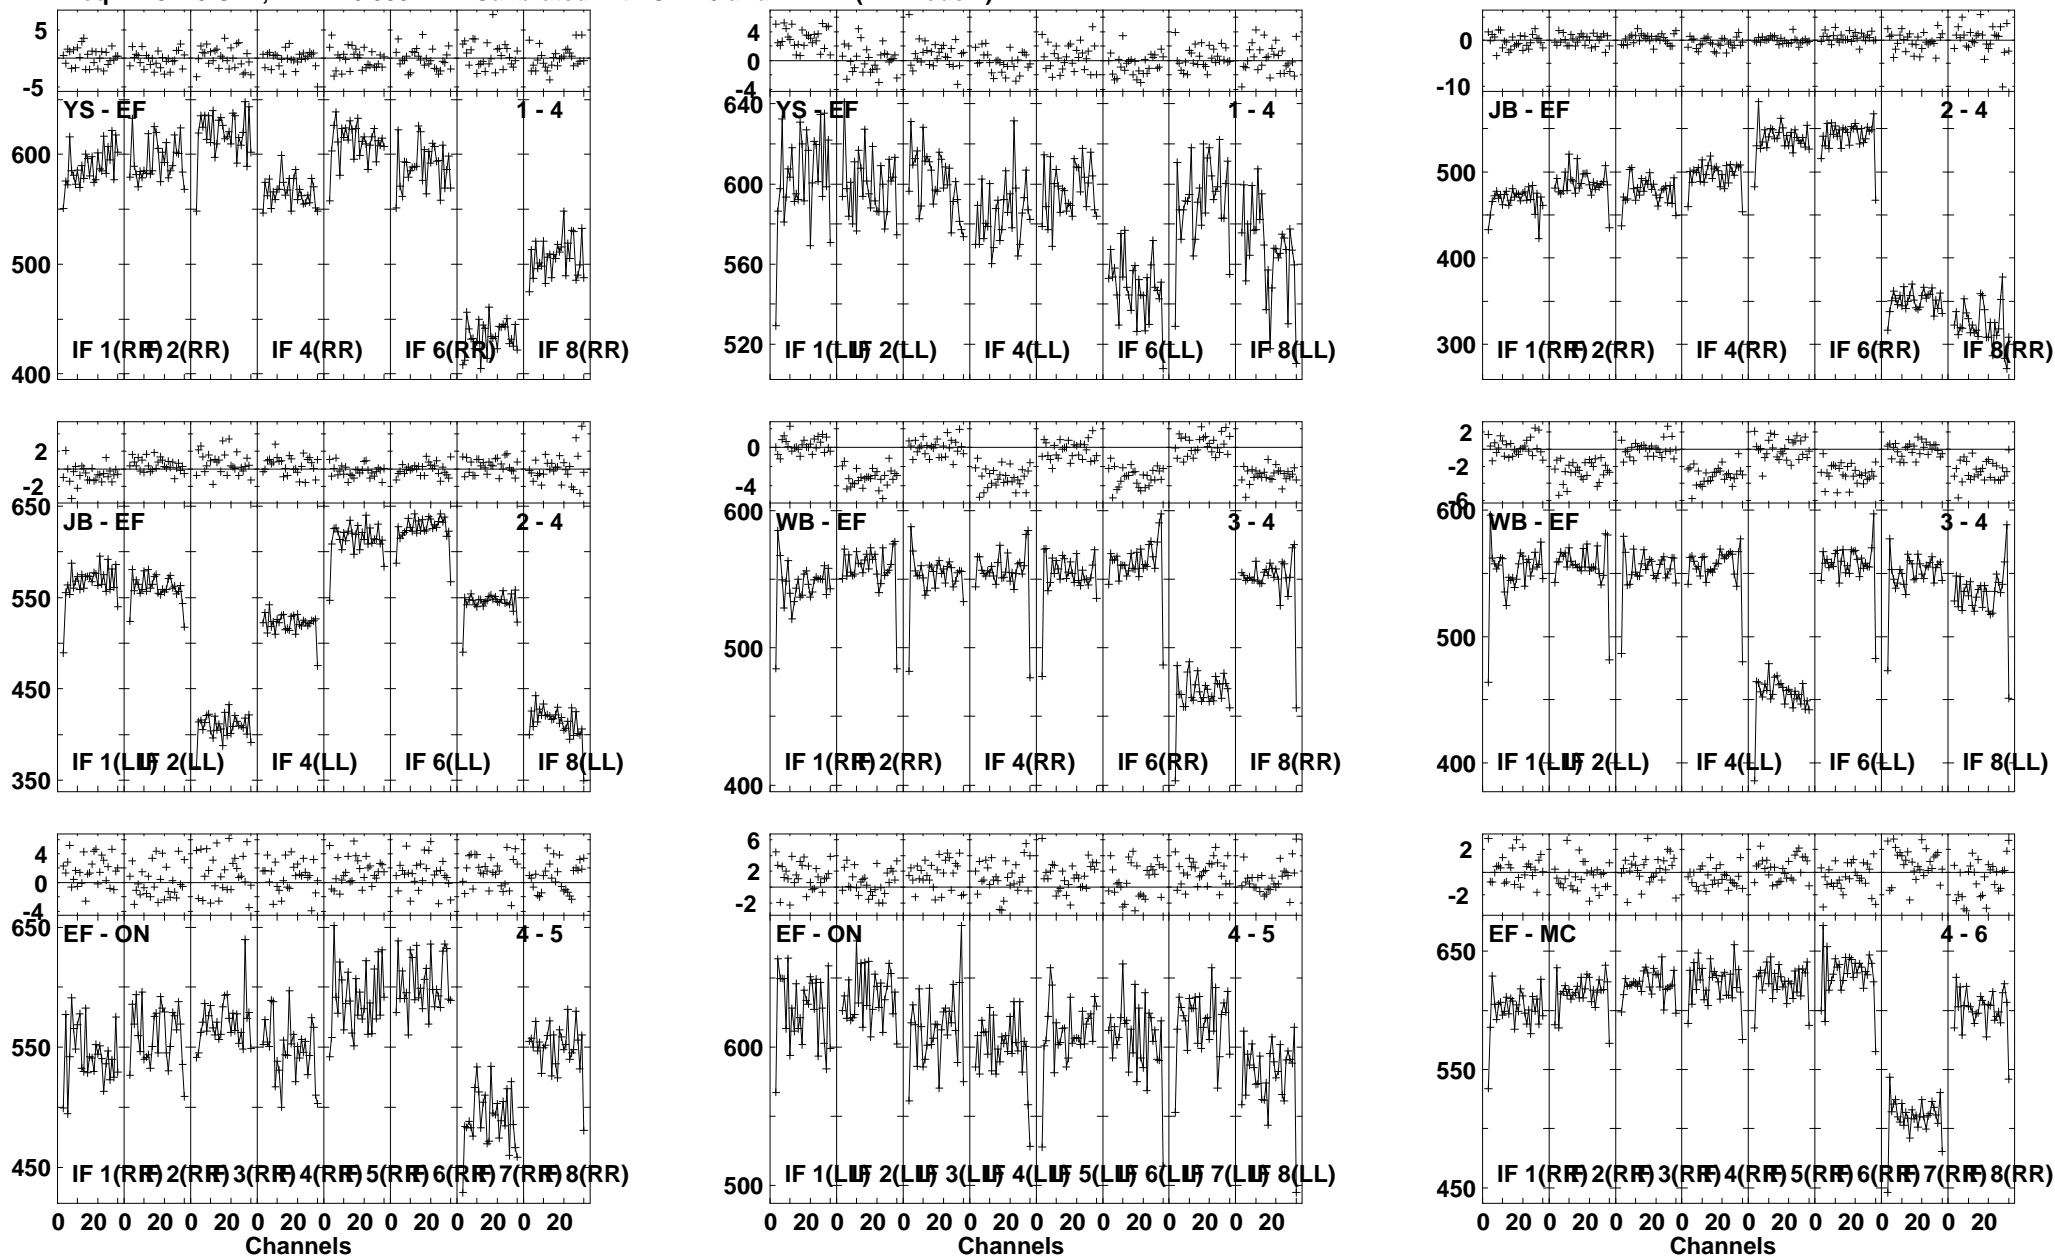 5
-5
YS - EF
1 - 4
600
500
400
IF 1(RR) IF 2(RR) IF 4(RR) IF 6(RR) IF 8(RR)
4
0
-4
640
YS - EF
1 - 4
600
560
520
IF 1(LL) IF 2(LL) IF 4(LL) IF 6(LL) IF 8(LL)
0
-10
JB - EF
2 - 4
500
400
300
IF 1(RR) IF 2(RR) IF 4(RR) IF 6(RR) IF 8(RR)
2
-2
650
JB - EF
2 - 4
550
450
350
IF 1(LL) IF 2(LL) IF 4(LL) IF 6(LL) IF 8(LL)
0
-4
600
WB - EF
3 - 4
500
400
IF 1(RR) IF 2(RR) IF 4(RR) IF 6(RR) IF 8(RR)
2
-2
-6
600
WB - EF
3 - 4
500
400
IF 1(LL) IF 2(LL) IF 4(LL) IF 6(LL) IF 8(LL)
4
0
-4
650
EF - ON
4 - 5
550
450
IF 1(RR) IF 2(RR) IF 3(RR) IF 4(RR) IF 5(RR) IF 6(RR) IF 7(RR) IF 8(RR)
0 20 0 20 0 20 0 20 0 20 0 20 0 20 0 20
Channels
6
2
-2
EF - ON
4 - 5
600
500
IF 1(LL) IF 2(LL) IF 3(LL) IF 4(LL) IF 5(LL) IF 6(LL) IF 7(LL) IF 8(LL)
0 20 0 20 0 20 0 20 0 20 0 20 0 20 0 20
Channels
2
-2
EF - MC
4 - 6
650
550
450
IF 1(RR) IF 2(RR) IF 3(RR) IF 4(RR) IF 5(RR) IF 6(RR) IF 7(RR) IF 8(RR)
0 20 0 20 0 20 0 20 0 20 0 20 0 20 0 20
Channels